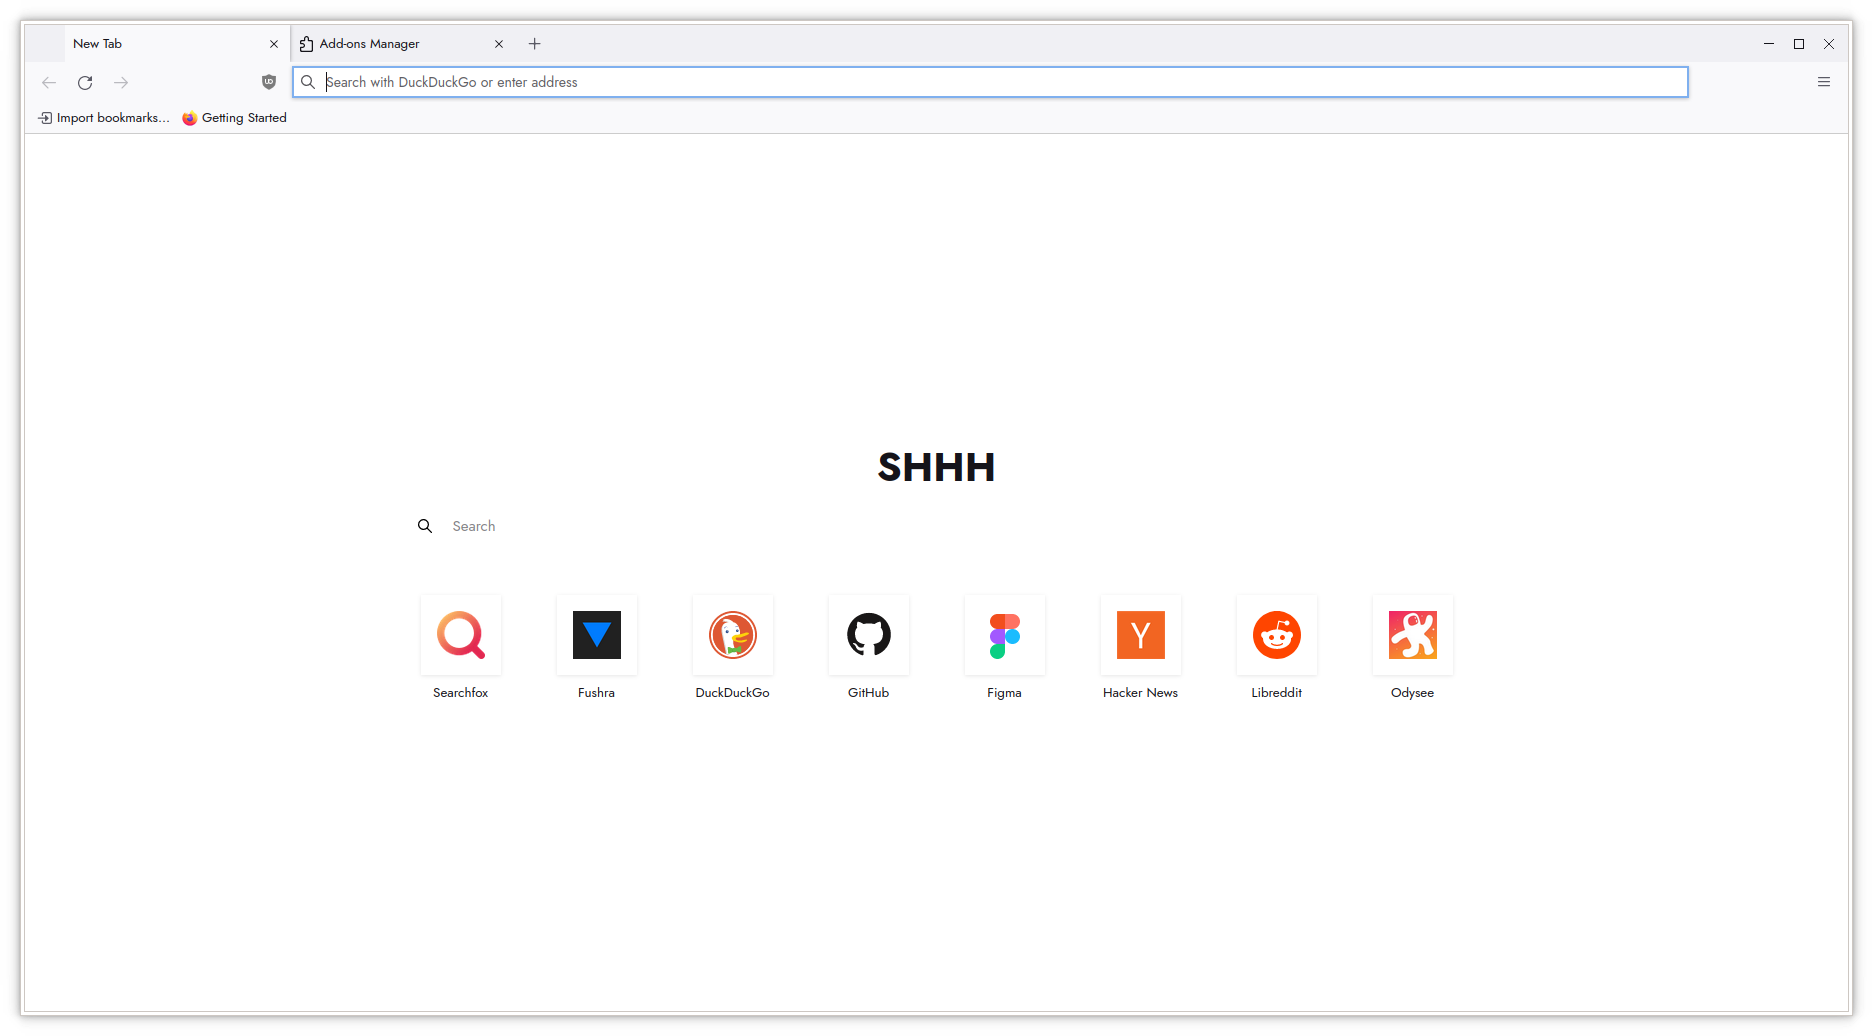 New Tab
Add-ons Manager
Search with DuckDuckGo or enter address
Import bookmarks...
Getting Started
SHHH
Search
Searchfox
Fushra
DuckDuckGo
GitHub
Figma
Hacker News
Libreddit
Odysee